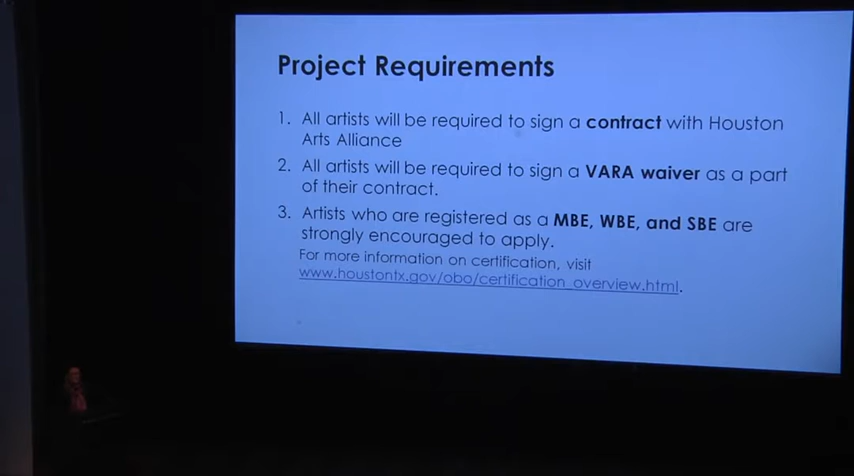 Project Requirements
1. All artists will be required to sign a contract with Houston
Arts Alliance
2. All artists will be required to sign a VARA waiver as a part
of their contract.
3. Artists who are registered as a MBE, WBE, and SBE are
strongly encouraged to apply.
For more information on certification, visit
www.houstontx.gov/obo/certification_overview.html.